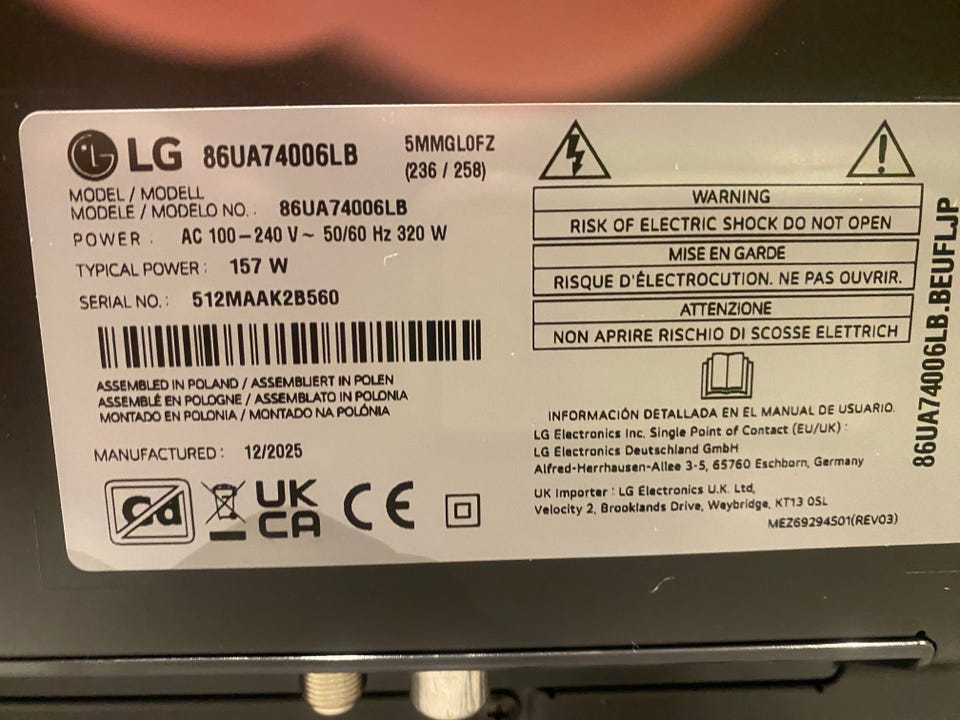 LG 86UA74006LB 5MMGL0FZ
(236 / 258)
MODEL / MODELL
MODELE / MODELO NO. : 86UA74006LB
POWER : AC 100-240 V~ 50/60 Hz 320 W
TYPICAL POWER : 157 W
SERIAL NO. : 512MAAK2B560
ASSEMBLED IN POLAND / ASSEMBLIERT IN POLEN
ASSEMBLÉ EN POLOGNE / ASSEMBLATO IN POLONIA
MONTADO EN POLONIA / MONTADO NA POLÓNIA
MANUFACTURED : 12/2025
Cd
UK
CA
CE
WARNING
RISK OF ELECTRIC SHOCK DO NOT OPEN
MISE EN GARDE
RISQUE D'ÉLECTROCUTION. NE PAS OUVRIR.
ATTENZIONE
NON APRIRE RISCHIO DI SCOSSE ELETTRICH
INFORMACIÓN DETALLADA EN EL MANUAL DE USUARIO.
LG Electronics Inc. Single Point of Contact (EU/UK) :
LG Electronics Deutschland GmbH
Alfred-Herrhausen-Allee 3-5, 65760 Eschborn, Germany
UK Importer : LG Electronics U.K. Ltd,
Velocity 2, Brooklands Drive, Weybridge, KT13 0SL
MEZ69294501(REV03)
86UA74006LB.BEUFLJP